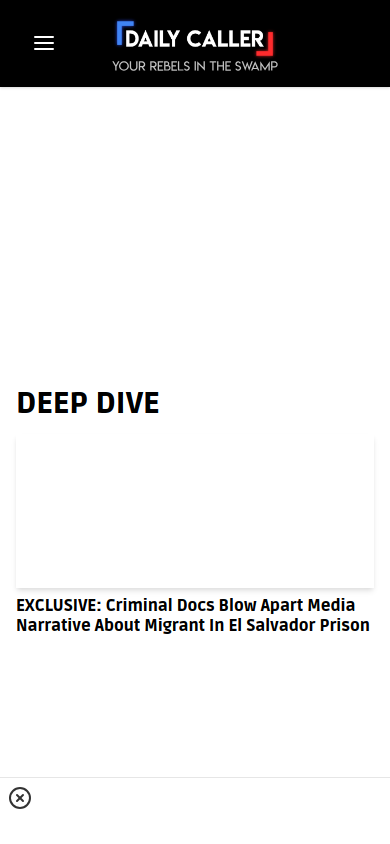 DAILY CALLER
YOUR REBELS IN THE SWAMP
DEEP DIVE
EXCLUSIVE: Criminal Docs Blow Apart Media
Narrative About Migrant In El Salvador Prison